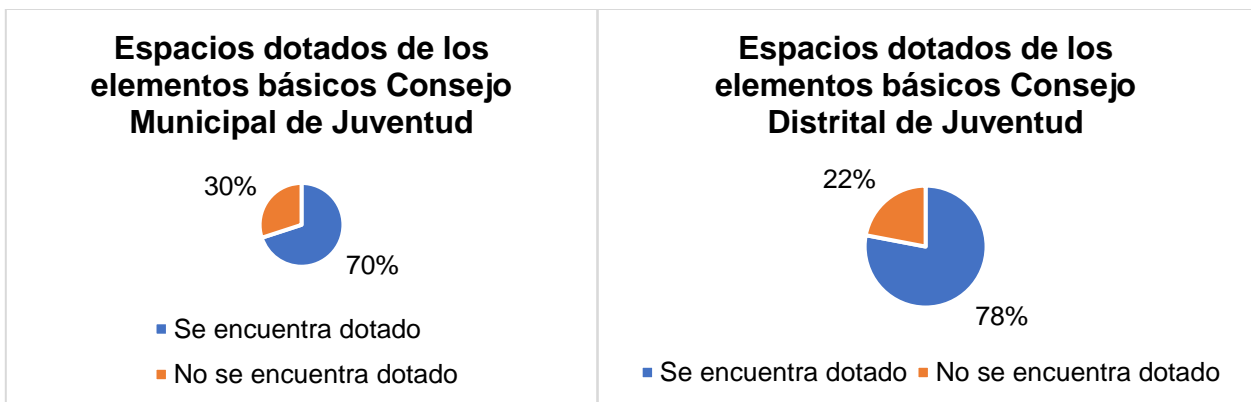 Espacios dotados de los
elementos básicos Consejo
Municipal de Juventud
30%
70%
Se encuentra dotado
No se encuentra dotado
Espacios dotados de los
elementos básicos Consejo
Distrital de Juventud
22%
78%
Se encuentra dotado No se encuentra dotado